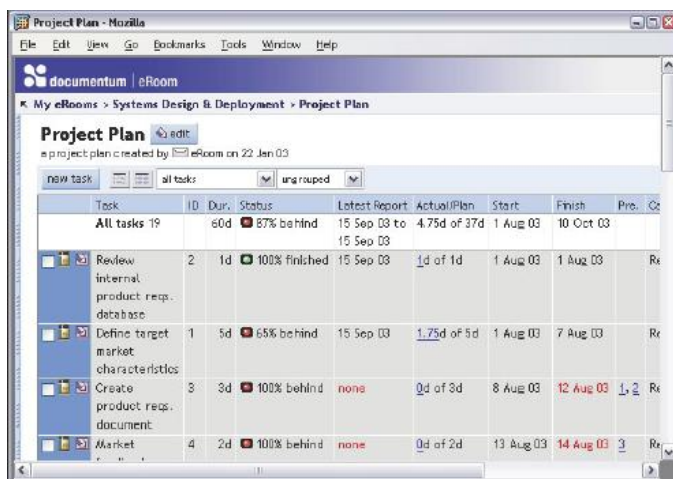 Project Plan - Mozilla
File Edit View Go Bookmarks Tools Window Help
documentum | eRoom
My eRooms > Systems Design & Deployment > Project Plan
Project Plan edit
a project plan created by eRoom on 22 Jan 03
new task all tasks ungrouped
Task ID Dur. Status Latest Report Actual/Plan Start Finish Pre.
All tasks 19 60d 87% behind 15 Sep 03 to 4.75d of 37d 1 Aug 03 10 Oct 03
15 Sep 03
Review 2 1d 100% finished 15 Sep 03 1d of 1d 1 Aug 03 1 Aug 03 Re
internal
product reqs.
database
Define target 1 5d 65% behind 15 Sep 03 1.75d of 5d 1 Aug 03 7 Aug 03 Re
market
characteristics
Create 3 3d 100% behind none 0d of 3d 8 Aug 03 12 Aug 03 1, 2 Re
product reqs.
document
Market 4 2d 100% behind none 0d of 2d 13 Aug 03 14 Aug 03 3 Re